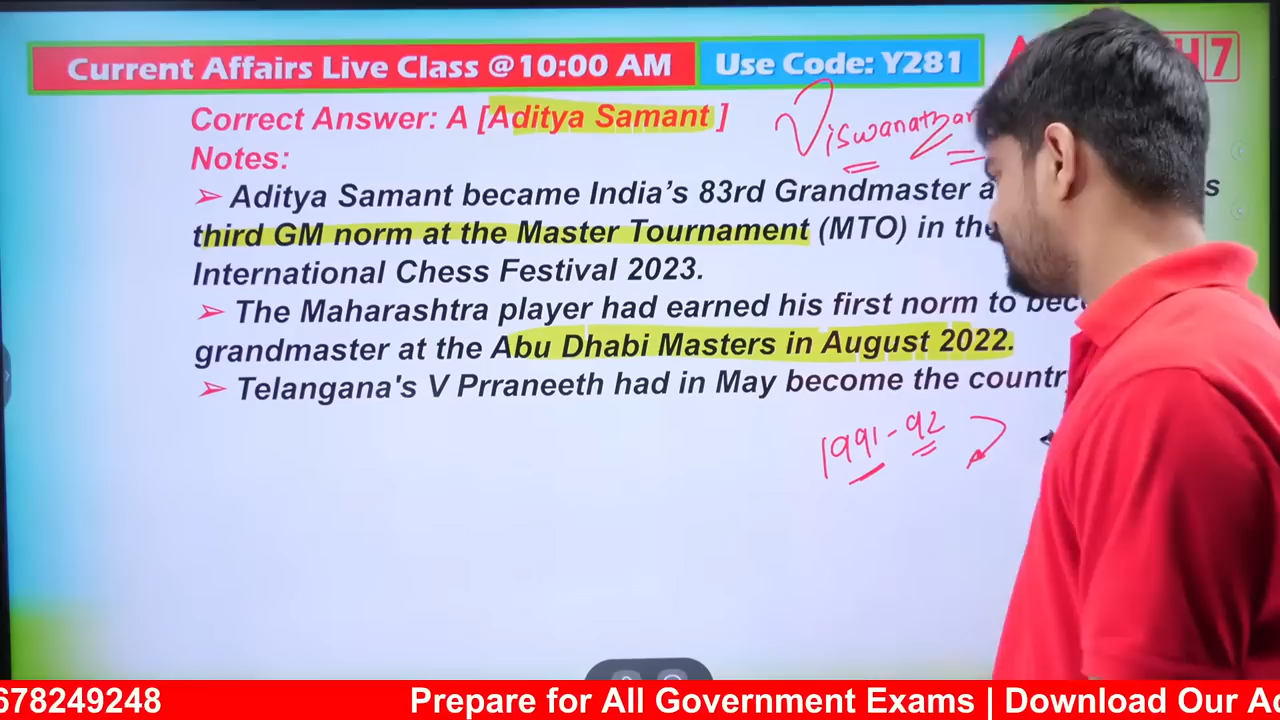 Current Affairs Live Class @10:00 AM Use Code: Y281
7
Correct Answer: A [Aditya Samant ]
Viswanathan
Notes:
➢ Aditya Samant became India's 83rd Grandmaster
third GM norm at the Master Tournament (MTO) in the
International Chess Festival 2023.
➢ The Maharashtra player had earned his first norm to
grandmaster at the Abu Dhabi Masters in August 2022.
➢ Telangana's V Prraneeth had in May become the
1991-92
678249248 Prepare for All Government Exams | Download Our